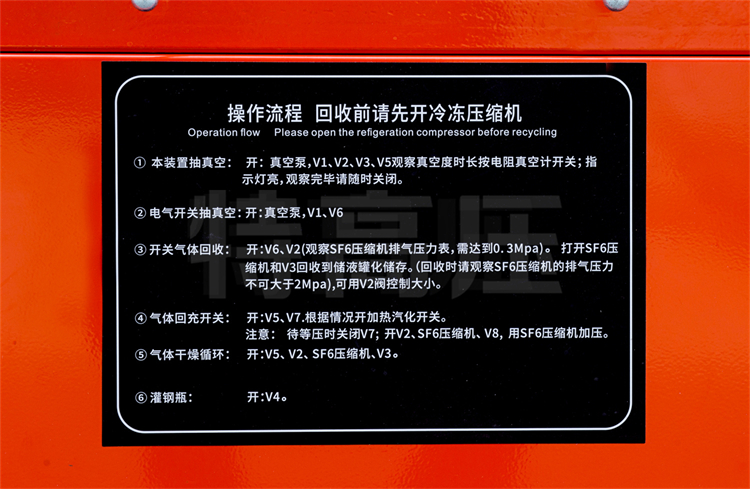 操作流程 回收前请先开冷冻压缩机
Operation flow Please open the refigeration compressor before recycling
① 本装置抽真空： 开：真空泵,V1、V2、V3、V5观察真空度时长按电阻真空计开关；指
示灯亮,观察完毕请随时关闭。
② 电气开关抽真空：开：真空泵,V1、V6
③ 开关气体回收： 开:V6、V2(观察SF6压缩机排气压力表,需达到0.3Mpa)。打开SF6压
缩机和V3回收到储液罐化储存。（回收时请观察SF6压缩机的排气压力
不可大于2Mpa),可用V2阀控制大小。
④ 气体回充开关： 开:V5、V7.根据情况开加热汽化开关。
注意： 待等压时关闭V7；开V2、SF6压缩机、V8，用SF6压缩机加压。
⑤ 气体干燥循环： 开:V5、V2、SF6压缩机、V3。
⑥ 灌钢瓶： 开:V4。
特高压